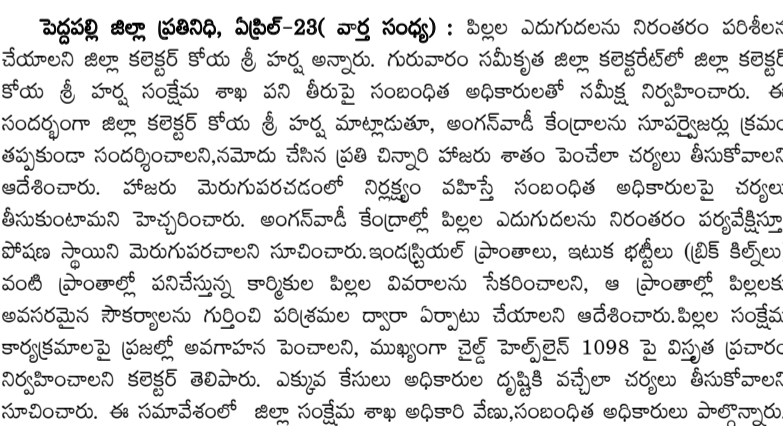 పెద్దపల్లి జిల్లా ప్రతినిధి, ఏప్రిల్-23( వార్త సంధ్య) : పిల్లల ఎదుగుదలను నిరంతరం పరిశీలన
చేయాలని జిల్లా కలెక్టర్ కోయ శ్రీ హర్ష అన్నారు. గురువారం సమీకృత జిల్లా కలెక్టరేట్‌లో జిల్లా కలెక్టర్
కోయ శ్రీ హర్ష సంక్షేమ శాఖ పని తీరుపై సంబంధిత అధికారులతో సమీక్ష నిర్వహించారు. ఈ
సందర్భంగా జిల్లా కలెక్టర్ కోయ శ్రీ హర్ష మాట్లాడుతూ, అంగన్‌వాడీ కేంద్రాలను సూపర్వైజర్లు క్రమం
తప్పకుండా సందర్శించాలని,నమోదు చేసిన ప్రతి చిన్నారి హాజరు శాతం పెంచేలా చర్యలు తీసుకోవాలని
ఆదేశించారు. హాజరు మెరుగుపరచడంలో నిర్లక్ష్యం వహిస్తే సంబంధిత అధికారులపై చర్యలు
తీసుకుంటామని హెచ్చరించారు. అంగన్‌వాడీ కేంద్రాల్లో పిల్లల ఎదుగుదలను నిరంతరం పర్యవేక్షిస్తూ
పోషణ స్థాయిని మెరుగుపరచాలని సూచించారు.ఇండస్ట్రియల్ ప్రాంతాలు, ఇటుక భట్టీలు (బ్రిక్ కిల్న్‌లు)
వంటి ప్రాంతాల్లో పనిచేస్తున్న కార్మికుల పిల్లల వివరాలను సేకరించాలని, ఆ ప్రాంతాల్లో పిల్లలకు
అవసరమైన సౌకర్యాలను గుర్తించి పరిశ్రమల ద్వారా ఏర్పాటు చేయాలని ఆదేశించారు.పిల్లల సంక్షేమ
కార్యక్రమాలపై ప్రజల్లో అవగాహన పెంచాలని, ముఖ్యంగా చైల్డ్ హెల్ప్‌లైన్ 1098 పై విస్తృత ప్రచారం
నిర్వహించాలని కలెక్టర్ తెలిపారు. ఎక్కువ కేసులు అధికారుల దృష్టికి వచ్చేలా చర్యలు తీసుకోవాలని
సూచించారు. ఈ సమావేశంలో జిల్లా సంక్షేమ శాఖ అధికారి వేణు,సంబంధిత అధికారులు పాల్గొన్నారు.